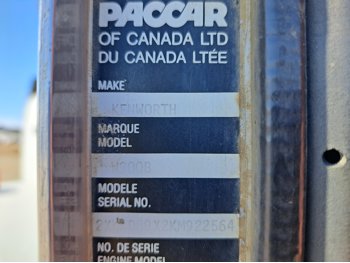 PACCAR
OF CANADA LTD
DU CANADA LTÉE
MAKE
KENWORTH
MARQUE
MODEL
MODELE
SERIAL NO.
NO. DE SERIE
ENGINE MODEL